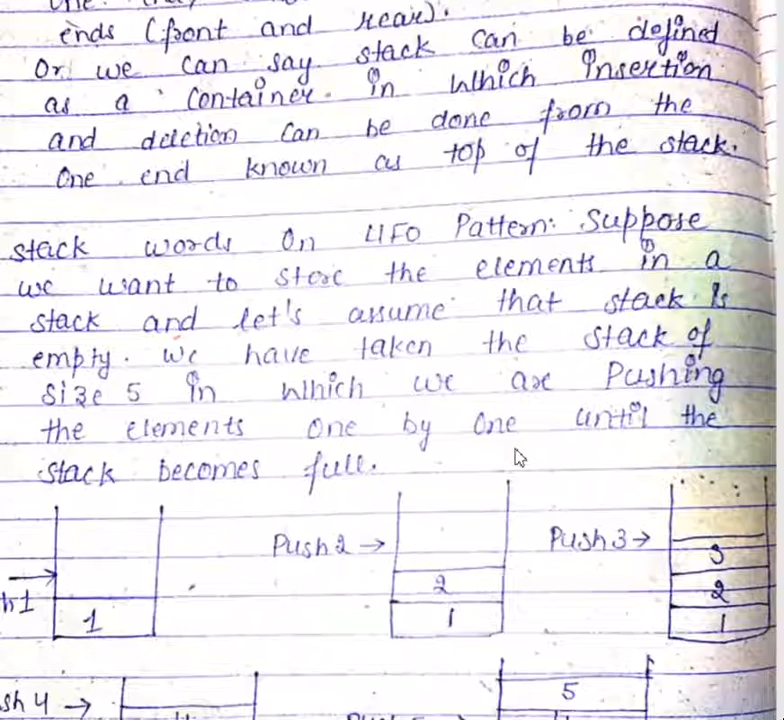 ends (front and rear).
Or we can say stack can be defined
as a container in which insertion
and deletion can be done from the
One end known as top of the stack.
stack words On LIFO Pattern: Suppose
we want to store the elements in a
stack and let's assume that stack Is
empty. we have taken the stack of
Size 5 in which we are Pushing
the elements one by one until the
stack becomes full.
Push 2 → Push 3 →
3
2 2
1 1 1
sh 4 → 5